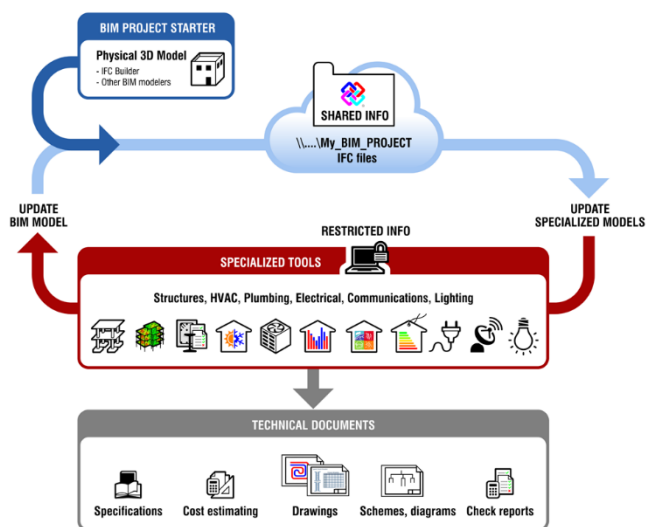 BIM PROJECT STARTER
Physical 3D Model
- IFC Builder
- Other BIM modelers
SHARED INFO
\\....\My_BIM_PROJECT
IFC files
UPDATE
BIM MODEL
UPDATE
SPECIALIZED MODELS
RESTRICTED INFO
SPECIALIZED TOOLS
Structures, HVAC, Plumbing, Electrical, Communications, Lighting
TECHNICAL DOCUMENTS
Specifications
Cost estimating
Drawings
Schemes, diagrams
Check reports